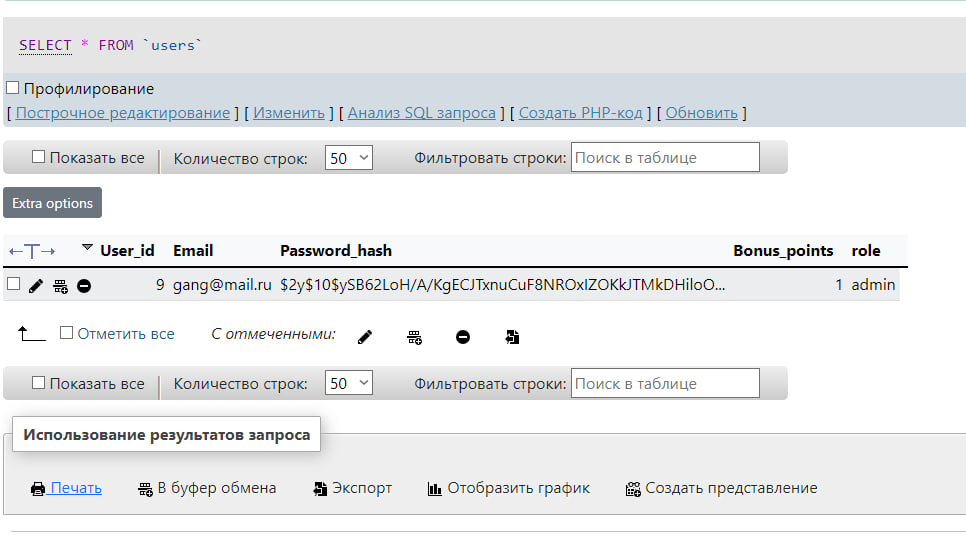 SELECT * FROM `users`
Профилирование
[ Построчное редактирование ] [ Изменить ] [ Анализ SQL запроса ] [ Создать PHP-код ] [ Обновить ]
Показать все Количество строк: 50 Фильтровать строки: Поиск в таблице
Extra options
User_id Email Password_hash Bonus_points role
9 gang@mail.ru $2y$10$ySB62LoH/A/KgECJTxnuCuF8NROxIZOKkJTMkDHiloO... 1 admin
Отметить все С отмеченными:
Показать все Количество строк: 50 Фильтровать строки: Поиск в таблице
Использование результатов запроса
Печать В буфер обмена Экспорт Отобразить график Создать представление